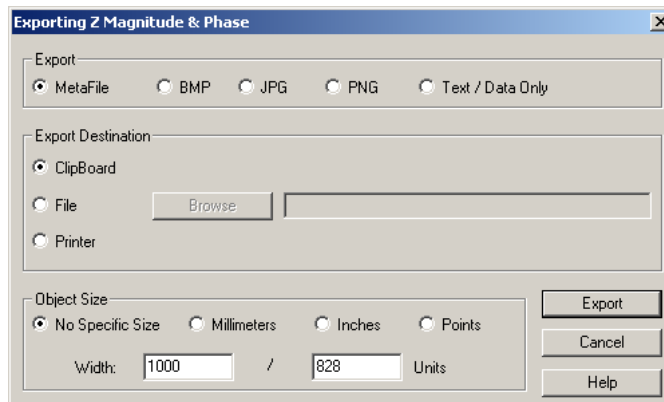 Exporting Z Magnitude & Phase
Export
MetaFile BMP JPG PNG Text / Data Only
Export Destination
ClipBoard
File Browse
Printer
Object Size
No Specific Size Millimeters Inches Points
Width: 1000 / 828 Units
Export
Cancel
Help